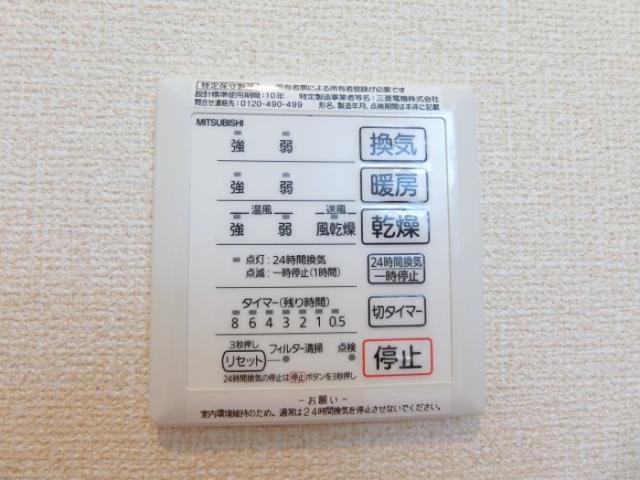 特定保守製品 所有者票による所有者登録が必要です
設計標準使用期間:10年 特定製造事業者等名:三菱電機株式会社
問合せ連絡先:0120-490-499 形名、製造年月、点検期間は本体に記載
MITSUBISHI
強 弱 換気
強 弱 暖房
温風 送風
強 弱 風乾燥 乾燥
点灯:24時間換気 24時間換気
点滅:一時停止(1時間) 一時停止
タイマー(残り時間) 切タイマー
8 6 4 3 2 1 0.5
3秒押し
リセット フィルター清掃 点検 停止
24時間換気の停止は停止ボタンを3秒押し
- お願い -
室内環境維持のため、通常は24時間換気を停止させないでください。